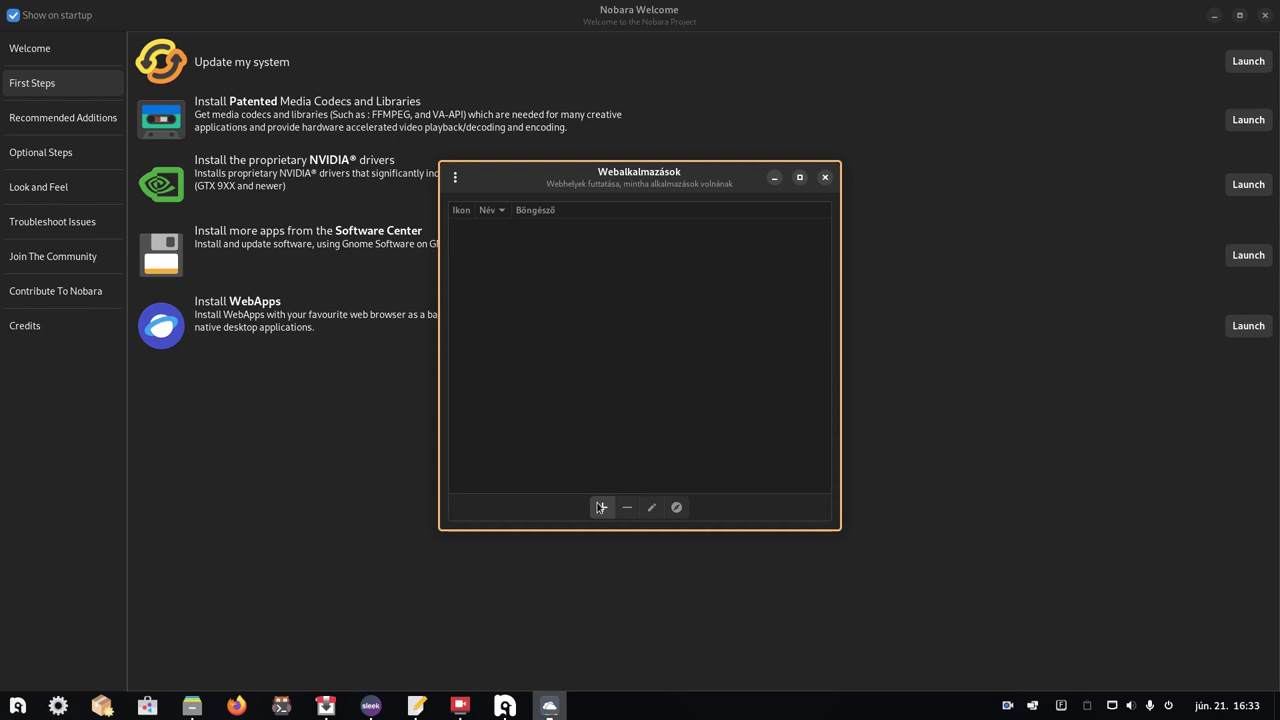 Show on startup
Nobara Welcome
Welcome to the Nobara Project
Welcome
First Steps
Recommended Additions
Optional Steps
Look and Feel
Troubleshoot Issues
Join The Community
Contribute To Nobara
Credits
Update my system
Launch
Install Patented Media Codecs and Libraries
Get media codecs and libraries (Such as : FFMPEG, and VA-API) which are needed for many creative
applications and provide hardware accelerated video playback/decoding and encoding.
Launch
Install the proprietary NVIDIA® drivers
Installs proprietary NVIDIA® drivers that significantly
(GTX 9XX and newer)
Launch
Install more apps from the Software Center
Install and update software, using Gnome Software on
Launch
Install WebApps
Install WebApps with your favourite web browser as a
native desktop applications.
Launch
Webalkalmazások
Webhelyek futtatása, mintha alkalmazások volnának
Ikon Név Böngésző
sleek
jún. 21. 16:33